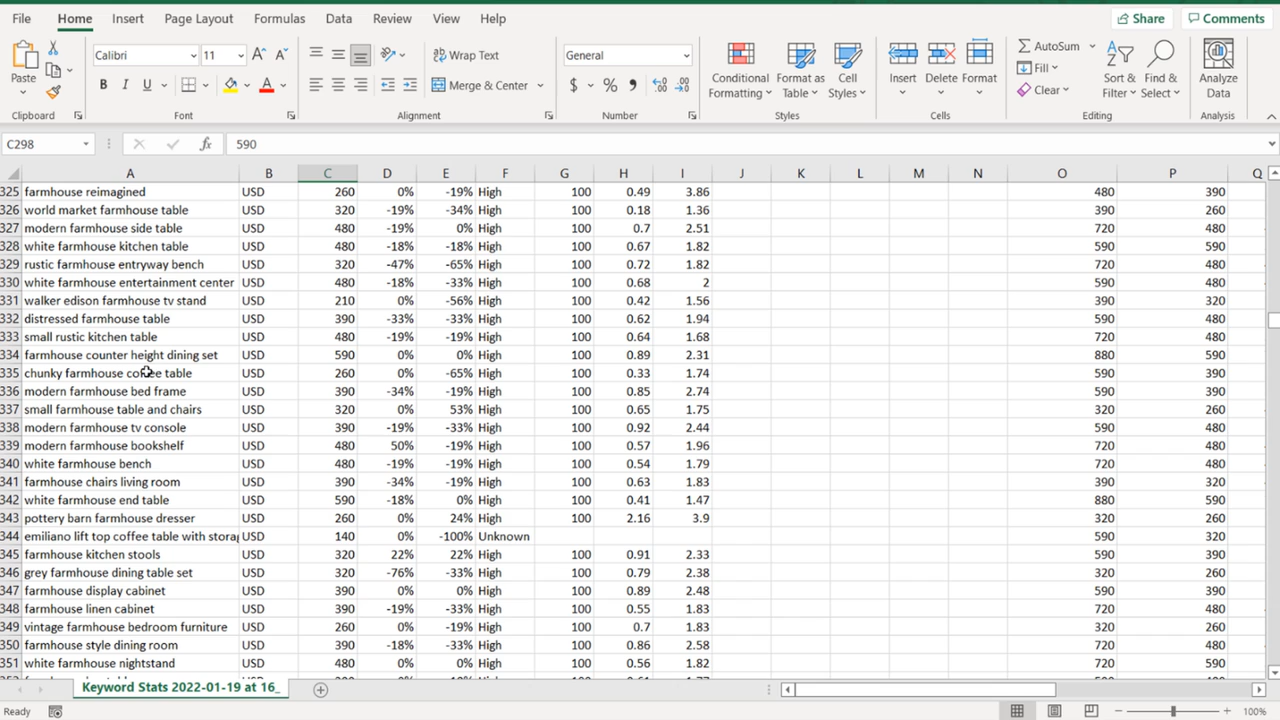 File Home Insert Page Layout Formulas Data Review View Help Share Comments
Paste Calibri 11 A A Wrap Text General Conditional Formatting Format as Table Cell Styles Insert Delete Format AutoSum Fill Clear Sort & Filter Find & Select Analyze Data
B I U A Merge & Center $ % 9
Clipboard Font Alignment Number Styles Cells Editing Analysis
C298 fx 590
A B C D E F G H I J K L M N O P Q
325 farmhouse reimagined USD 260 0% -19% High 100 0.49 3.86 480 390
326 world market farmhouse table USD 320 -19% -34% High 100 0.18 1.36 390 260
327 modern farmhouse side table USD 480 -19% 0% High 100 0.7 2.51 720 480
328 white farmhouse kitchen table USD 480 -18% -18% High 100 0.67 1.82 590 590
329 rustic farmhouse entryway bench USD 320 -47% -65% High 100 0.72 1.82 720 480
330 white farmhouse entertainment center USD 480 -18% -33% High 100 0.68 2 590 480
331 walker edison farmhouse tv stand USD 210 0% -56% High 100 0.42 1.56 390 320
332 distressed farmhouse table USD 390 -33% -33% High 100 0.62 1.94 590 480
333 small rustic kitchen table USD 480 -19% -19% High 100 0.64 1.68 720 480
334 farmhouse counter height dining set USD 590 0% 0% High 100 0.89 2.31 880 590
335 chunky farmhouse coffee table USD 260 0% -65% High 100 0.33 1.74 590 390
336 modern farmhouse bed frame USD 390 -34% -19% High 100 0.85 2.74 590 390
337 small farmhouse table and chairs USD 320 0% 53% High 100 0.65 1.75 320 260
338 modern farmhouse tv console USD 390 -19% -33% High 100 0.92 2.44 590 480
339 modern farmhouse bookshelf USD 480 50% -19% High 100 0.57 1.96 720 480
340 white farmhouse bench USD 480 -19% -19% High 100 0.54 1.79 720 480
341 farmhouse chairs living room USD 390 -34% -19% High 100 0.63 1.83 390 320
342 white farmhouse end table USD 590 -18% 0% High 100 0.41 1.47 880 590
343 pottery barn farmhouse dresser USD 260 0% 24% High 100 2.16 3.9 320 260
344 emiliano lift top coffee table with storag USD 140 0% -100% Unknown 590 320
345 farmhouse kitchen stools USD 320 22% 22% High 100 0.91 2.33 590 390
346 grey farmhouse dining table set USD 320 -76% -33% High 100 0.79 2.38 320 260
347 farmhouse display cabinet USD 390 0% 0% High 100 0.89 2.48 590 390
348 farmhouse linen cabinet USD 390 -19% -33% High 100 0.55 1.83 720 480
349 vintage farmhouse bedroom furniture USD 260 0% -19% High 100 0.7 1.83 320 260
350 farmhouse style dining room USD 390 -18% -33% High 100 0.86 2.58 720 480
351 white farmhouse nightstand USD 480 0% 0% High 100 0.56 1.82 720 590
Keyword Stats 2022-01-19 at 16_
Ready 100%